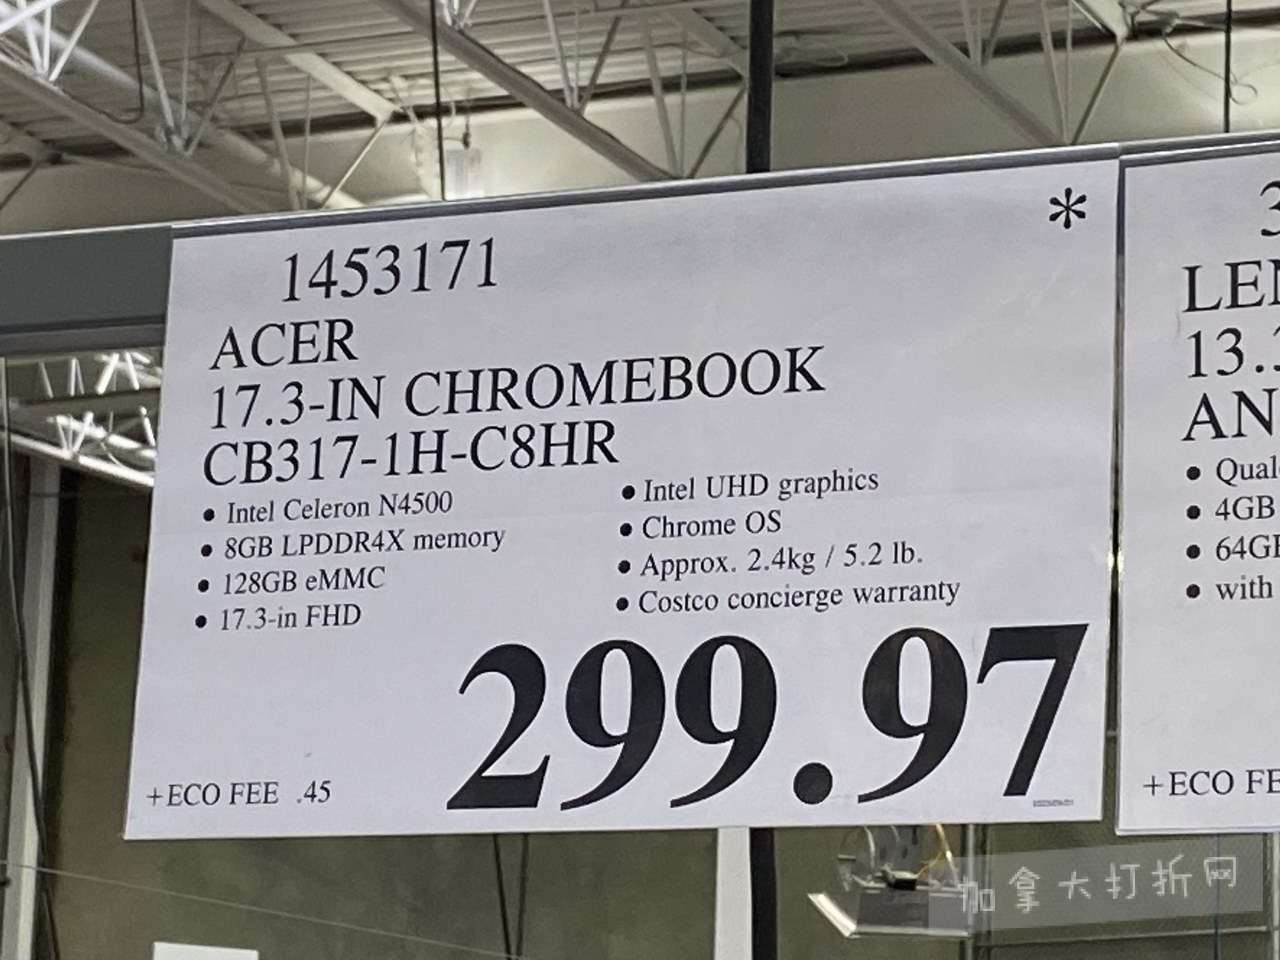 *
1453171
ACER
17.3-IN CHROMEBOOK
CB317-1H-C8HR
• Intel Celeron N4500
• 8GB LPDDR4X memory
• 128GB eMMC
• 17.3-in FHD
• Intel UHD graphics
• Chrome OS
• Approx. 2.4kg / 5.2 lb.
• Costco concierge warranty
299.97
+ECO FEE .45
3
LEN
13.
AN
• Qual
• 4GB
• 64GB
• with
+ECO FE
加拿大打折网